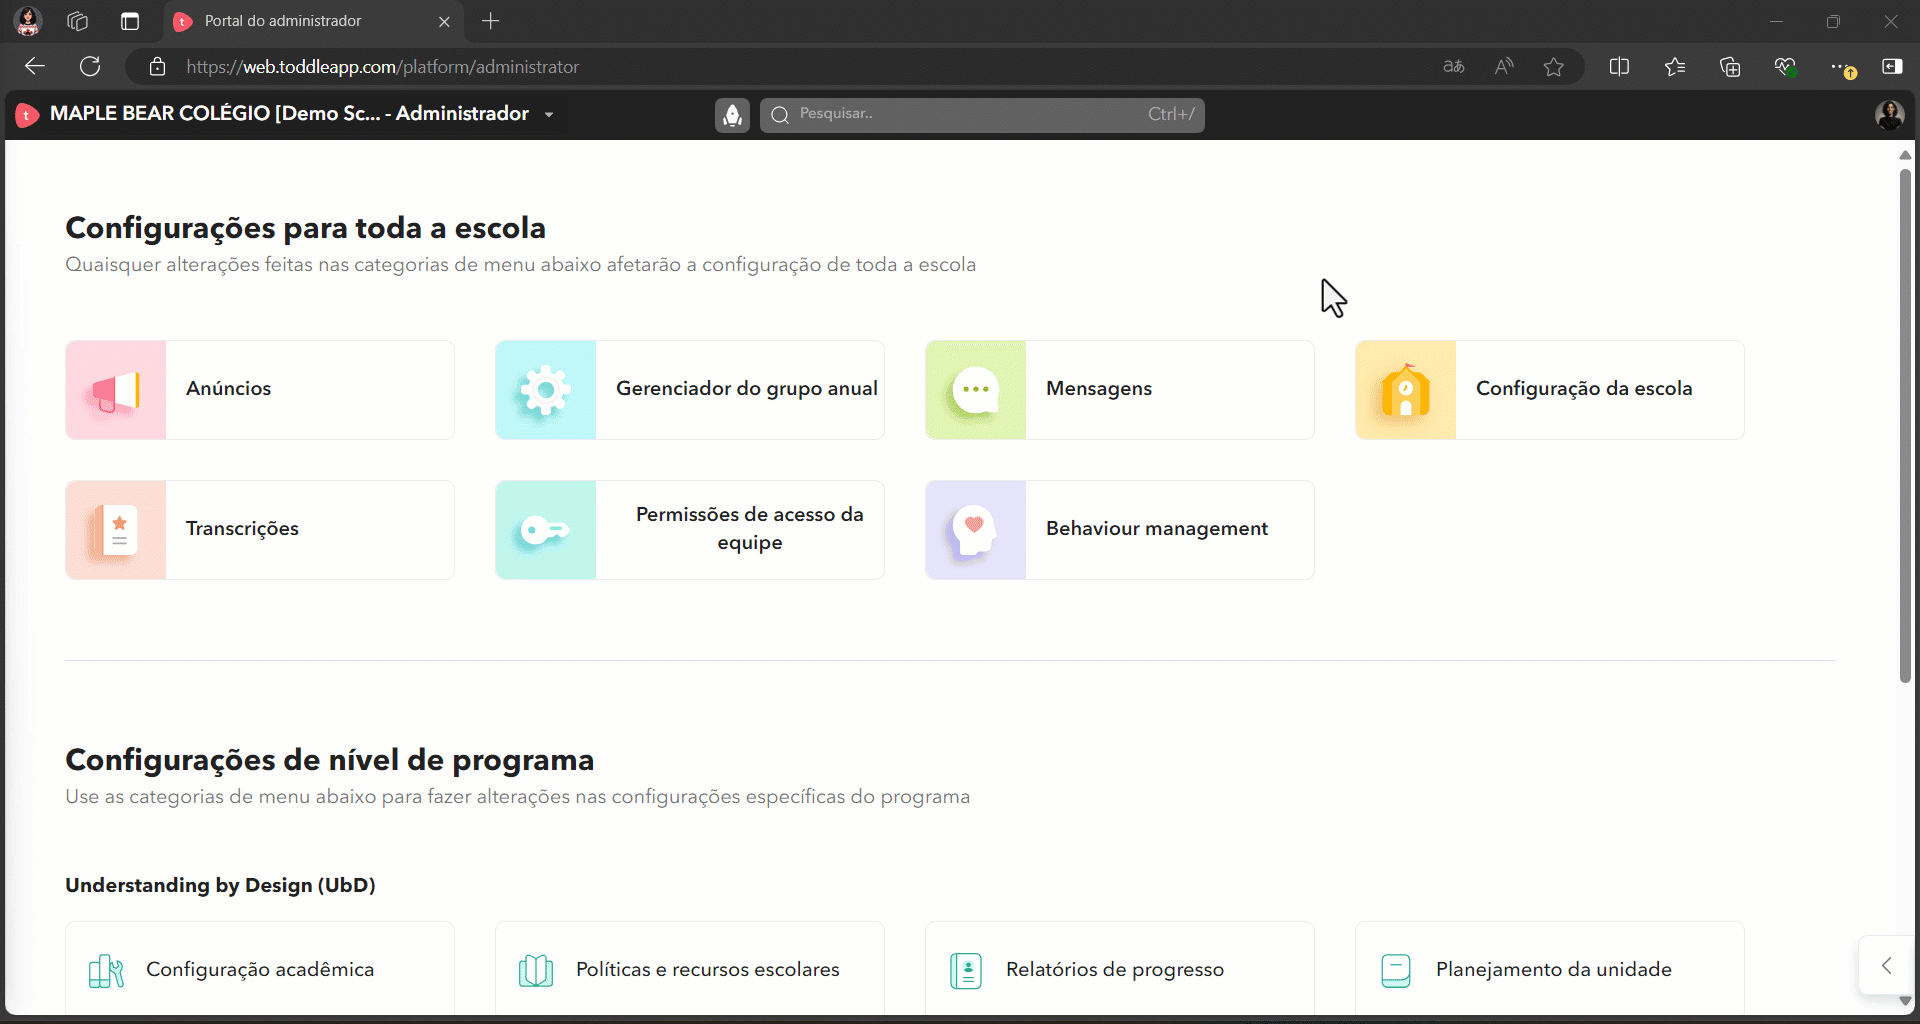 Portal do administrador
https://web.toddleapp.com/platform/administrator
aあ
t MAPLE BEAR COLÉGIO [Demo Sc... - Administrador
Pesquisar..
Ctrl+/
Configurações para toda a escola
Quaisquer alterações feitas nas categorias de menu abaixo afetarão a configuração de toda a escola
Anúncios
Gerenciador do grupo anual
Mensagens
Configuração da escola
Transcrições
Permissões de acesso da
equipe
Behaviour management
Configurações de nível de programa
Use as categorias de menu abaixo para fazer alterações nas configurações específicas do programa
Understanding by Design (UbD)
Configuração acadêmica
Políticas e recursos escolares
Relatórios de progresso
Planejamento da unidade